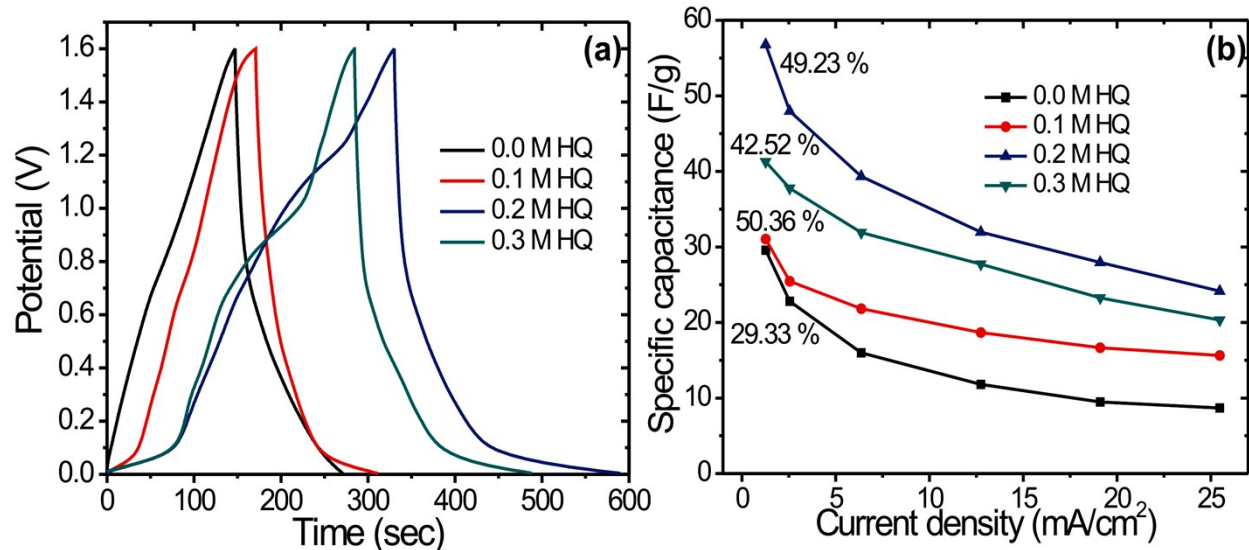 (a)
Potential (V)
1.6
1.4
1.2
1.0
0.8
0.6
0.4
0.2
0.0
0.0 M HQ
0.1 M HQ
0.2 M HQ
0.3 M HQ
0 100 200 300 400 500 600
Time (sec)
(b)
Specific capacitance (F/g)
60
50
40
30
20
10
0
49.23 %
42.52 %
50.36 %
29.33 %
0.0 M HQ
0.1 M HQ
0.2 M HQ
0.3 M HQ
0 5 10 15 20 25
Current density (mA/cm²)